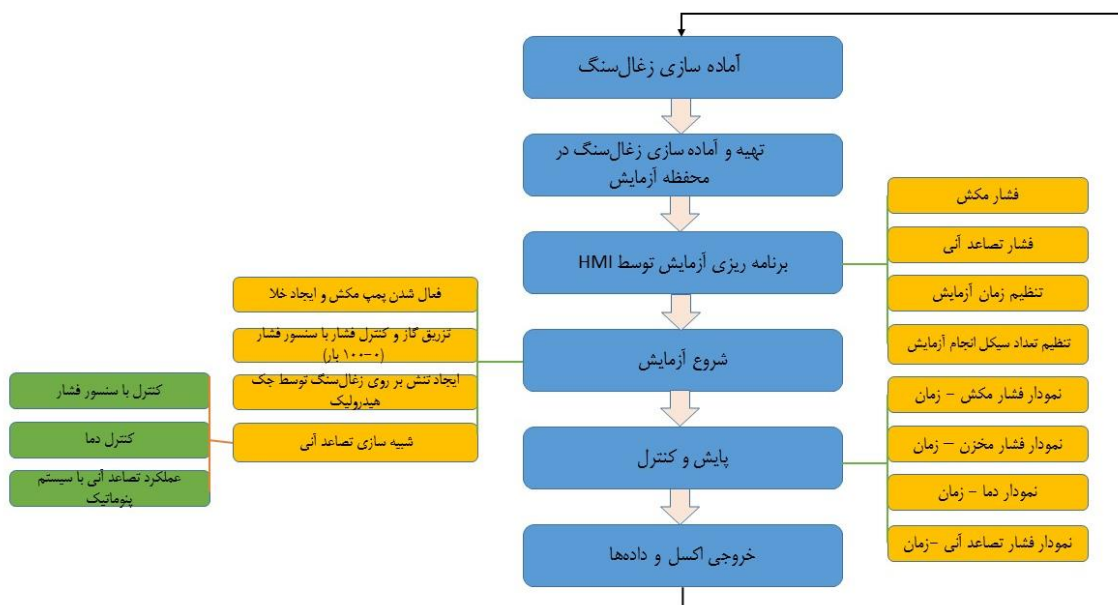 آماده سازی زغال‌سنگ
تهیه و آماده سازی زغال‌سنگ در
محفظه آزمایش
برنامه ریزی آزمایش توسط HMI
فشار مکش
فشار تصاعد آنی
تنظیم زمان آزمایش
تنظیم تعداد سیکل انجام آزمایش
شروع آزمایش
فعال شدن پمپ مکش و ایجاد خلا
تزریق گاز و کنترل فشار با سنسور فشار
(۰-۱۰۰ بار)
ایجاد تنش بر روی زغال‌سنگ توسط جک
هیدرولیک
شبیه سازی تصاعد آنی
کنترل با سنسور فشار
کنترل دما
عملکرد تصاعد آنی با سیستم
پنوماتیک
پایش و کنترل
نمودار فشار مکش – زمان
نمودار فشار مخزن – زمان
نمودار دما – زمان
نمودار فشار تصاعد آنی –زمان
خروجی اکسل و داده‌ها